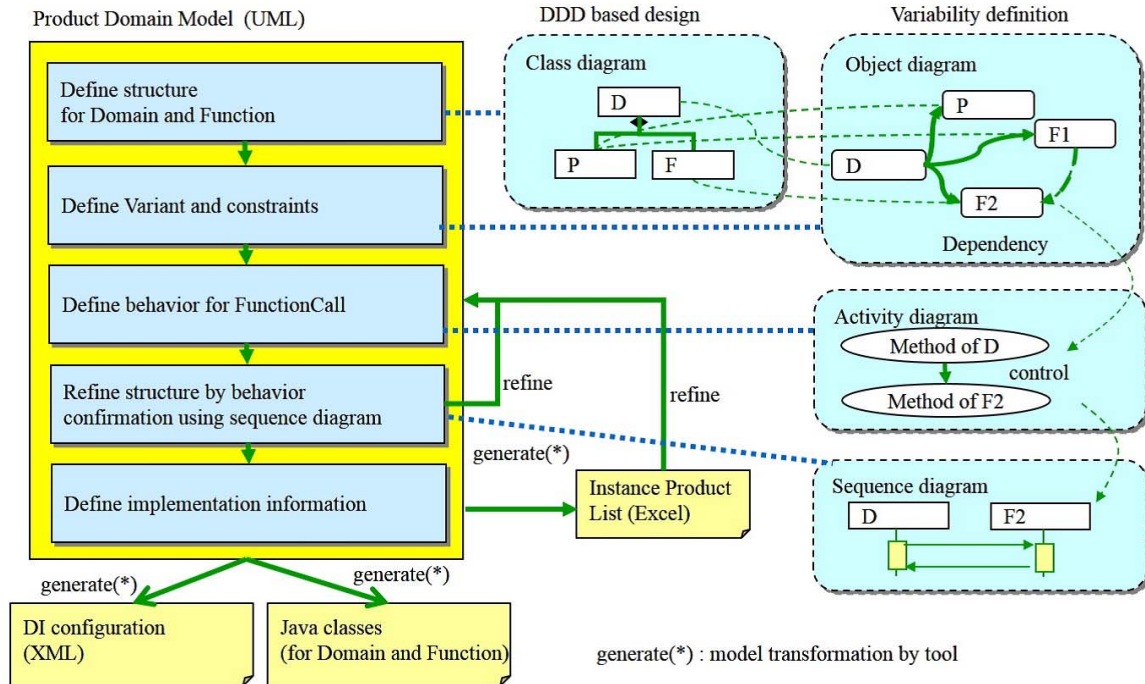 Product Domain Model (UML)
Define structure
for Domain and Function
Define Variant and constraints
Define behavior for FunctionCall
Refine structure by behavior
confirmation using sequence diagram
Define implementation information
refine
refine
generate(*)
Instance Product
List (Excel)
generate(*)
generate(*)
DI configuration
(XML)
Java classes
(for Domain and Function)
DDD based design
Class diagram
D
P
F
Variability definition
Object diagram
P
F1
D
F2
Dependency
Activity diagram
Method of D
control
Method of F2
Sequence diagram
D
F2
generate(*) : model transformation by tool